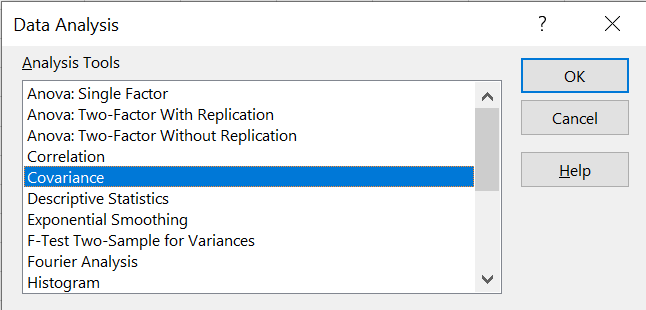 Data Analysis
?
Analysis Tools
Anova: Single Factor
Anova: Two-Factor With Replication
Anova: Two-Factor Without Replication
Correlation
Covariance
Descriptive Statistics
Exponential Smoothing
F-Test Two-Sample for Variances
Fourier Analysis
Histogram
OK
Cancel
Help